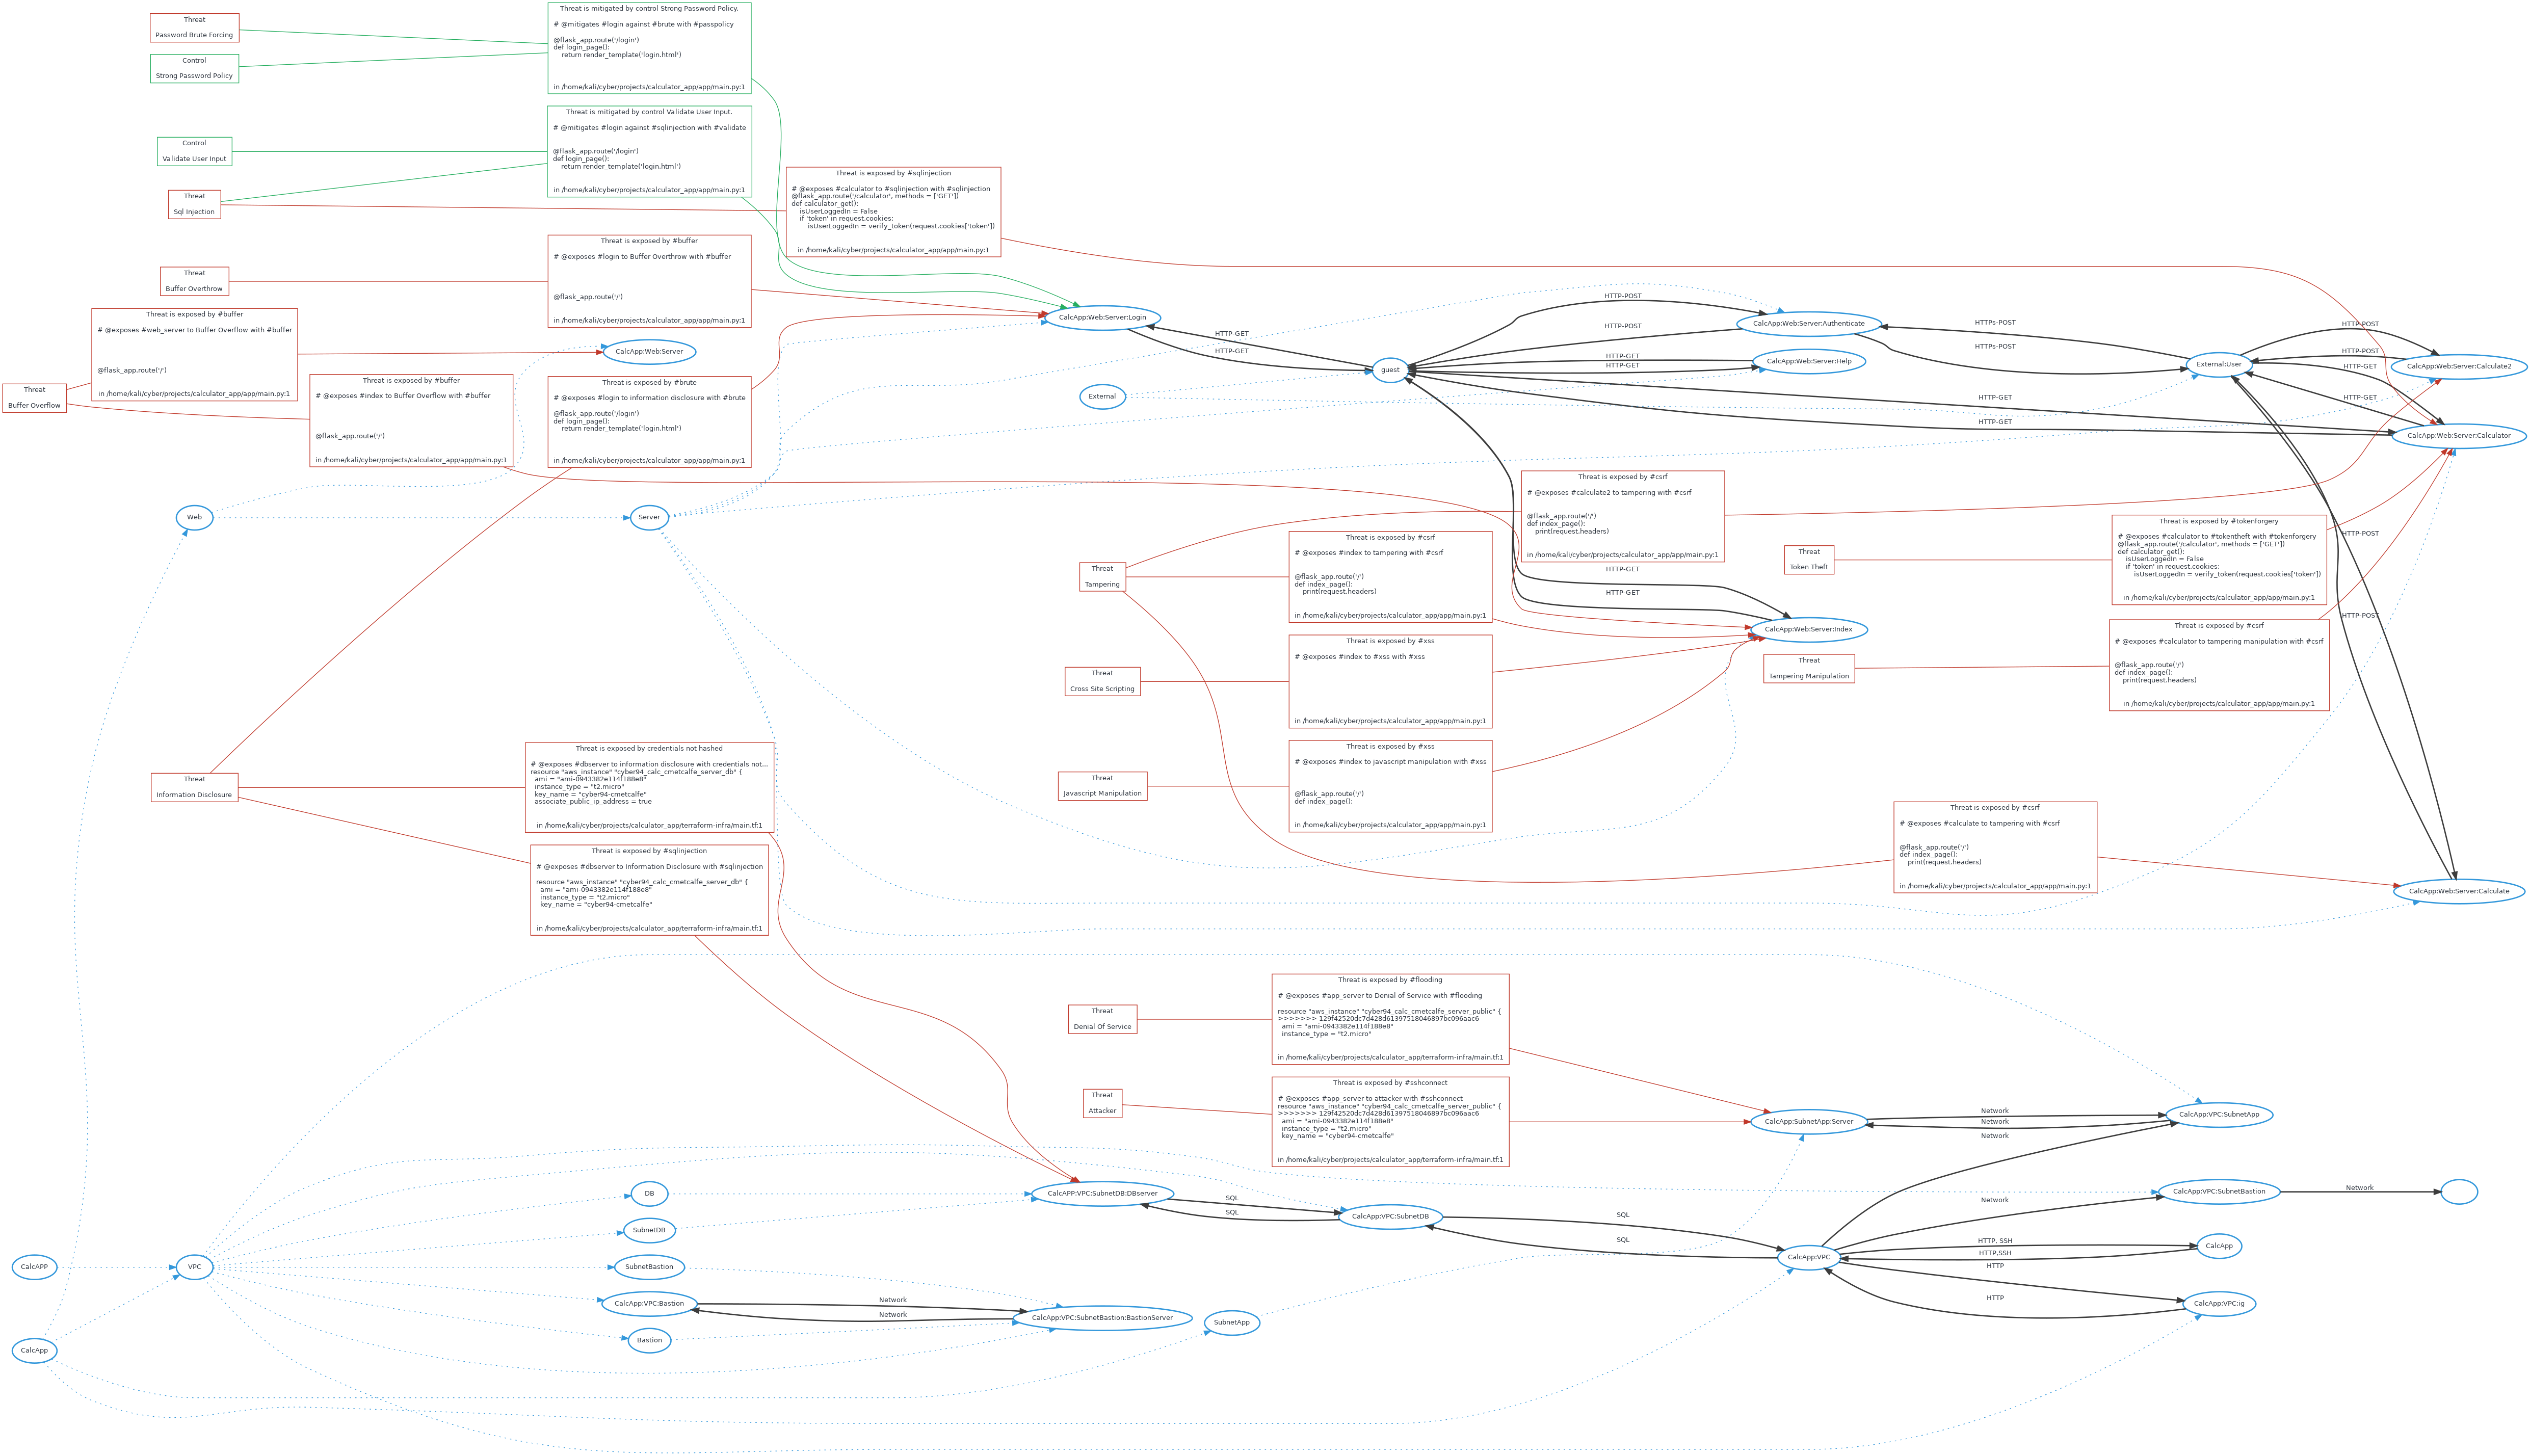 Threat
Password Brute Forcing
Control
Strong Password Policy
Threat is mitigated by control Strong Password Policy.
# @mitigates #login against #brute with #passpolicy
@flask_app.route('/login')
def login_page():
    return render_template('login.html')
in /home/kali/cyber/projects/calculator_app/app/main.py:1
Threat is mitigated by control Validate User Input.
# @mitigates #login against #sqlinjection with #validate
@flask_app.route('/login')
def login_page():
    return render_template('login.html')
in /home/kali/cyber/projects/calculator_app/app/main.py:1
Control
Validate User Input
Threat
Sql Injection
Threat is exposed by #sqlinjection
# @exposes #calculator to #sqlinjection with #sqlinjection
@flask_app.route('/calculator', methods = ['GET'])
def calculator_get():
    isUserLoggedIn = False
    if 'token' in request.cookies:
        isUserLoggedIn = verify_token(request.cookies['token'])
in /home/kali/cyber/projects/calculator_app/app/main.py:1
Threat
Buffer Overthrow
Threat is exposed by #buffer
# @exposes #login to Buffer Overthrow with #buffer
@flask_app.route('/')
in /home/kali/cyber/projects/calculator_app/app/main.py:1
Threat is exposed by #buffer
# @exposes #web_server to Buffer Overflow with #buffer
@flask_app.route('/')
in /home/kali/cyber/projects/calculator_app/app/main.py:1
Threat
Buffer Overflow
Threat is exposed by #buffer
# @exposes #index to Buffer Overflow with #buffer
@flask_app.route('/')
in /home/kali/cyber/projects/calculator_app/app/main.py:1
Threat is exposed by #brute
# @exposes #login to information disclosure with #brute
@flask_app.route('/login')
def login_page():
    return render_template('login.html')
in /home/kali/cyber/projects/calculator_app/app/main.py:1
CalcApp:Web:Server
CalcApp:Web:Server:Login
External
HTTP-GET
HTTP-GET
guest
HTTP-POST
HTTP-POST
HTTP-GET
HTTP-GET
CalcApp:Web:Server:Authenticate
CalcApp:Web:Server:Help
HTTPs-POST
HTTPs-POST
HTTP-GET
HTTP-GET
External:User
HTTP-POST
HTTP-POST
HTTP-GET
HTTP-GET
CalcApp:Web:Server:Calculate2
CalcApp:Web:Server:Calculator
Web
Server
Threat is exposed by #csrf
# @exposes #calculate2 to tampering with #csrf
@flask_app.route('/')
def index_page():
    print(request.headers)
in /home/kali/cyber/projects/calculator_app/app/main.py:1
Threat
Tampering
Threat is exposed by #csrf
# @exposes #index to tampering with #csrf
@flask_app.route('/')
def index_page():
    print(request.headers)
in /home/kali/cyber/projects/calculator_app/app/main.py:1
HTTP-GET
HTTP-GET
CalcApp:Web:Server:Index
Threat
Token Theft
Threat is exposed by #tokenforgery
# @exposes #calculator to #tokentheft with #tokenforgery
@flask_app.route('/calculator', methods = ['GET'])
def calculator_get():
    isUserLoggedIn = False
    if 'token' in request.cookies:
        isUserLoggedIn = verify_token(request.cookies['token'])
in /home/kali/cyber/projects/calculator_app/app/main.py:1
HTTP-POST
HTTP-POST
Threat
Cross Site Scripting
Threat is exposed by #xss
# @exposes #index to #xss with #xss
in /home/kali/cyber/projects/calculator_app/app/main.py:1
Threat
Tampering Manipulation
Threat is exposed by #csrf
# @exposes #calculator to tampering manipulation with #csrf
@flask_app.route('/')
def index_page():
    print(request.headers)
in /home/kali/cyber/projects/calculator_app/app/main.py:1
Threat
Javascript Manipulation
Threat is exposed by #xss
# @exposes #index to javascript manipulation with #xss
@flask_app.route('/')
def index_page():
in /home/kali/cyber/projects/calculator_app/app/main.py:1
Threat
Information Disclosure
Threat is exposed by credentials not hashed
# @exposes #dbserver to information disclosure with credentials not...
resource "aws_instance" "cyber94_calc_cmetcalfe_server_db" {
  ami = "ami-0943382e114f188e8"
  instance_type = "t2.micro"
  key_name = "cyber94-cmetcalfe"
  associate_public_ip_address = true
in /home/kali/cyber/projects/calculator_app/terraform-infra/main.tf:1
Threat is exposed by #sqlinjection
# @exposes #dbserver to Information Disclosure with #sqlinjection
resource "aws_instance" "cyber94_calc_cmetcalfe_server_db" {
  ami = "ami-0943382e114f188e8"
  instance_type = "t2.micro"
  key_name = "cyber94-cmetcalfe"
in /home/kali/cyber/projects/calculator_app/terraform-infra/main.tf:1
Threat is exposed by #csrf
# @exposes #calculate to tampering with #csrf
@flask_app.route('/')
def index_page():
    print(request.headers)
in /home/kali/cyber/projects/calculator_app/app/main.py:1
CalcApp:Web:Server:Calculate
Threat
Denial Of Service
Threat is exposed by #flooding
# @exposes #app_server to Denial of Service with #flooding
resource "aws_instance" "cyber94_calc_cmetcalfe_server_public" {
>>>>>>> 129f42520dc7d428d61397518046897bc096aac6
  ami = "ami-0943382e114f188e8"
  instance_type = "t2.micro"
in /home/kali/cyber/projects/calculator_app/terraform-infra/main.tf:1
Threat
Attacker
Threat is exposed by #sshconnect
# @exposes #app_server to attacker with #sshconnect
resource "aws_instance" "cyber94_calc_cmetcalfe_server_public" {
>>>>>>> 129f42520dc7d428d61397518046897bc096aac6
  ami = "ami-0943382e114f188e8"
  instance_type = "t2.micro"
  key_name = "cyber94-cmetcalfe"
in /home/kali/cyber/projects/calculator_app/terraform-infra/main.tf:1
CalcApp:SubnetApp:Server
Network
Network
Network
CalcApp:VPC:SubnetApp
DB
SubnetDB
SubnetBastion
CalcApp:VPC:Bastion
Bastion
CalcAPP
VPC
CalcApp
CalcAPP:VPC:SubnetDB:DBserver
SQL
SQL
CalcApp:VPC:SubnetDB
SQL
SQL
CalcApp:VPC
Network
CalcApp:VPC:SubnetBastion
Network
HTTP, SSH
HTTP,SSH
CalcApp
HTTP
HTTP
CalcApp:VPC:ig
Network
Network
CalcApp:VPC:SubnetBastion:BastionServer
SubnetApp